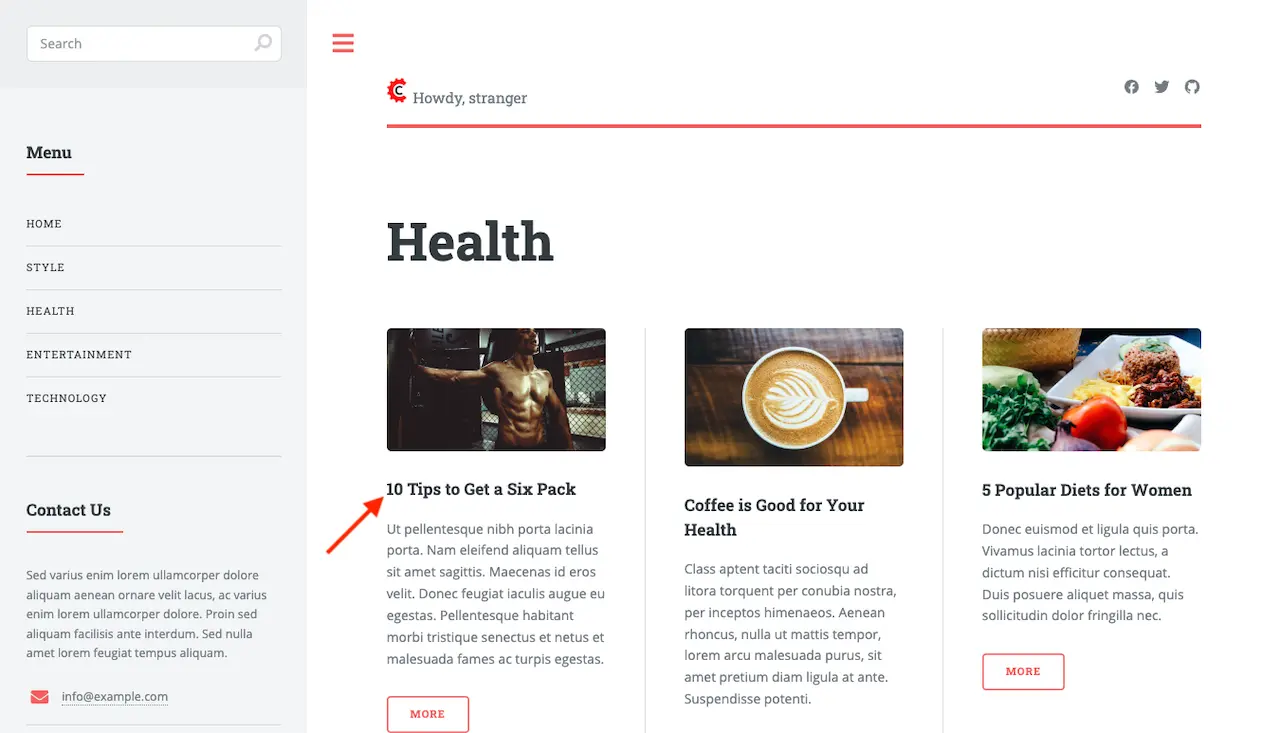 Search
Menu
HOME
STYLE
HEALTH
ENTERTAINMENT
TECHNOLOGY
Contact Us
Sed varius enim lorem ullamcorper dolore
aliquam aenean ornare velit lacus, ac varius
enim lorem ullamcorper dolore. Proin sed
aliquam facilisis ante interdum. Sed nulla
amet lorem feugiat tempus aliquam.
info@example.com
C Howdy, stranger
Health
10 Tips to Get a Six Pack
Ut pellentesque nibh porta lacinia
porta. Nam eleifend aliquam tellus
sit amet sagittis. Maecenas id eros
velit. Donec feugiat iaculis augue eu
egestas. Pellentesque habitant
morbi tristique senectus et netus et
malesuada fames ac turpis egestas.
MORE
Coffee is Good for Your
Health
Class aptent taciti sociosqu ad
litora torquent per conubia nostra,
per inceptos himenaeos. Aenean
rhoncus, nulla ut mattis tempor,
lorem arcu malesuada purus, sit
amet pretium diam ligula at ante.
Suspendisse potenti.
5 Popular Diets for Women
Donec euismod et ligula quis porta.
Vivamus lacinia tortor lectus, a
dictum nisi efficitur consequat.
Duis posuere aliquet massa, quis
sollicitudin dolor fringilla nec.
MORE